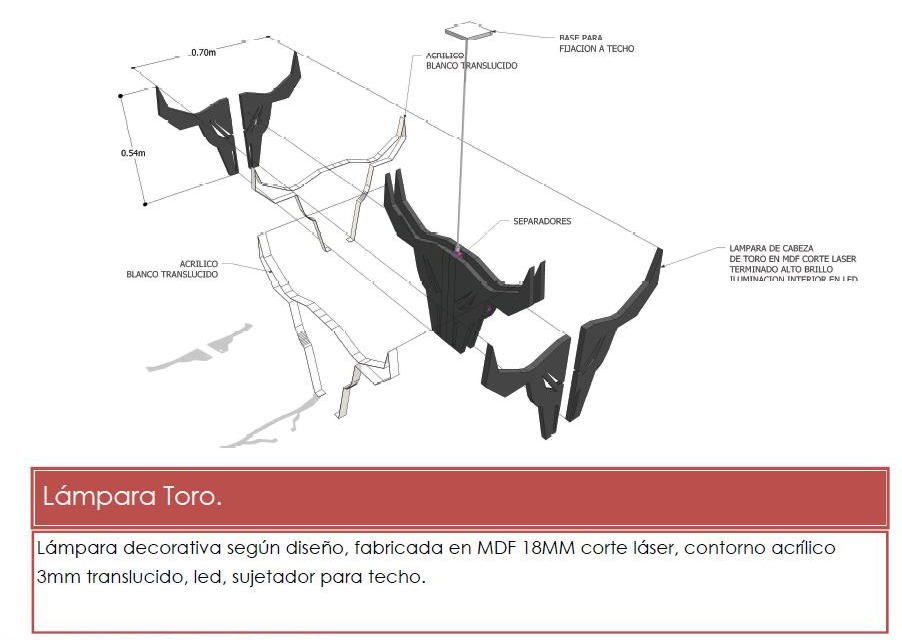 BASE PARA
FIJACION A TECHO
0.70m
ACRILICO
BLANCO TRANSLUCIDO
0.54m
SEPARADORES
LAMPARA DE CABEZA
DE TORO EN MDF CORTE LASER
TERMINADO ALTO BRILLO
ILUMINACION INTERIOR EN LED
ACRILICO
BLANCO TRANSLUCIDO
Lámpara Toro.
Lámpara decorativa según diseño, fabricada en MDF 18MM corte láser, contorno acrílico
3mm translucido, led, sujetador para techo.